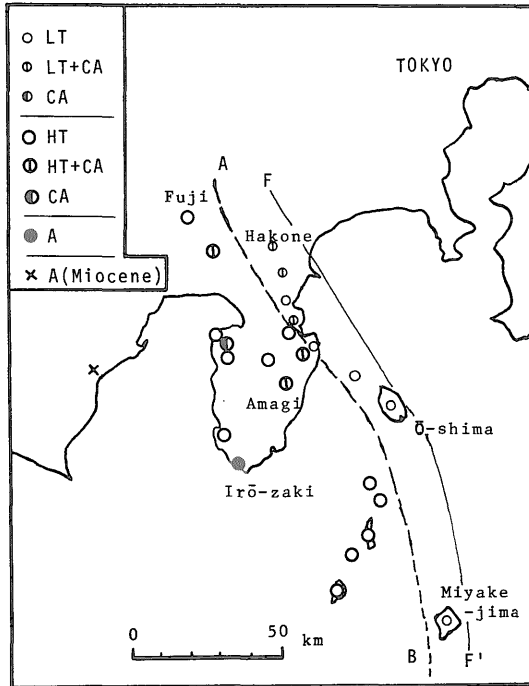 LT
LT+CA
CA
HT
HT+CA
CA
A
A(Miocene)
TOKYO
A
F
Fuji
Hakone
Amagi
Ō-shima
Irō-zaki
Miyake
-jima
0 50
km
B
F'